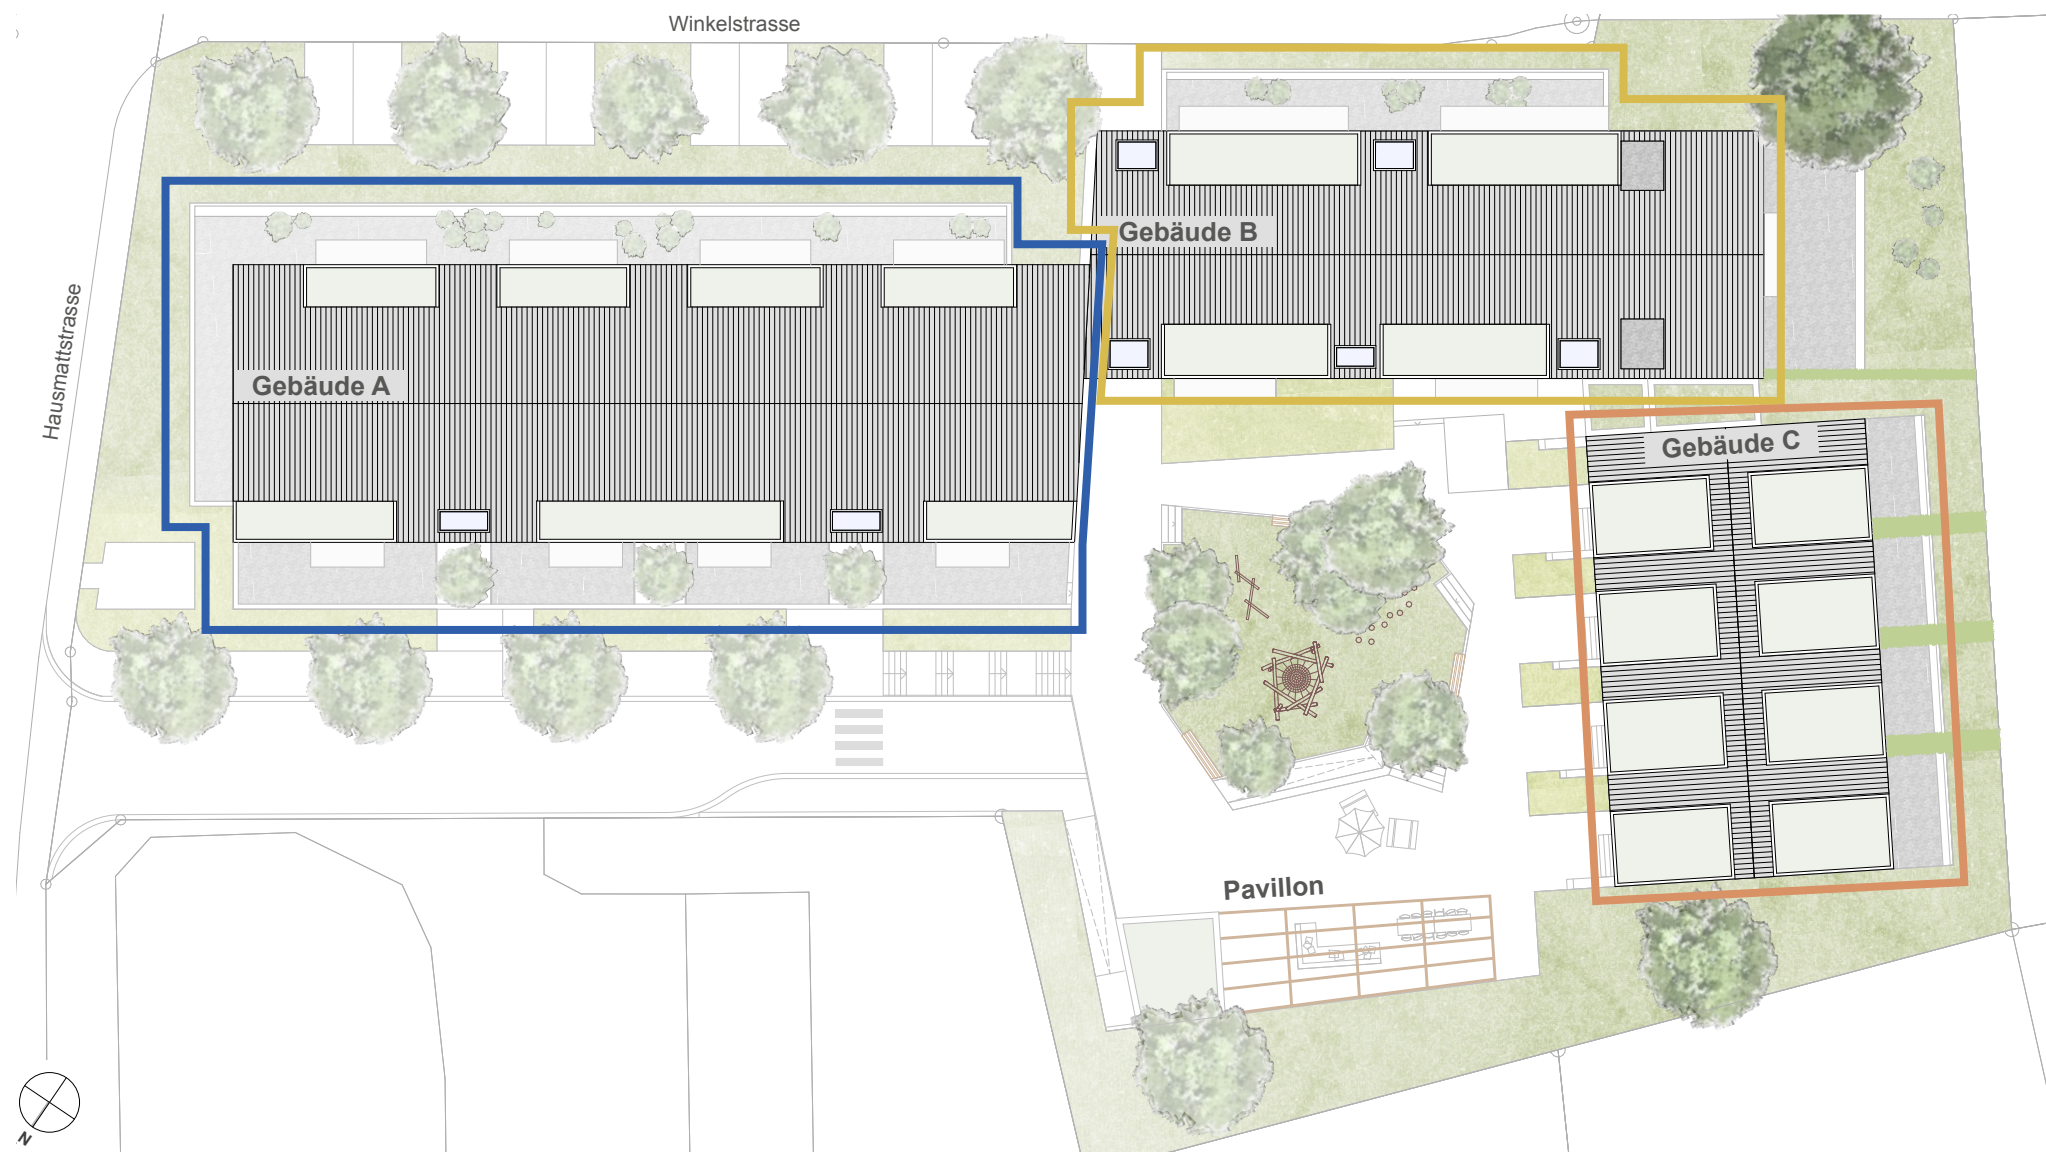 Winkelstrasse
Gebäude B
Hausmattstrasse
Gebäude A
Gebäude C
Pavillon
N